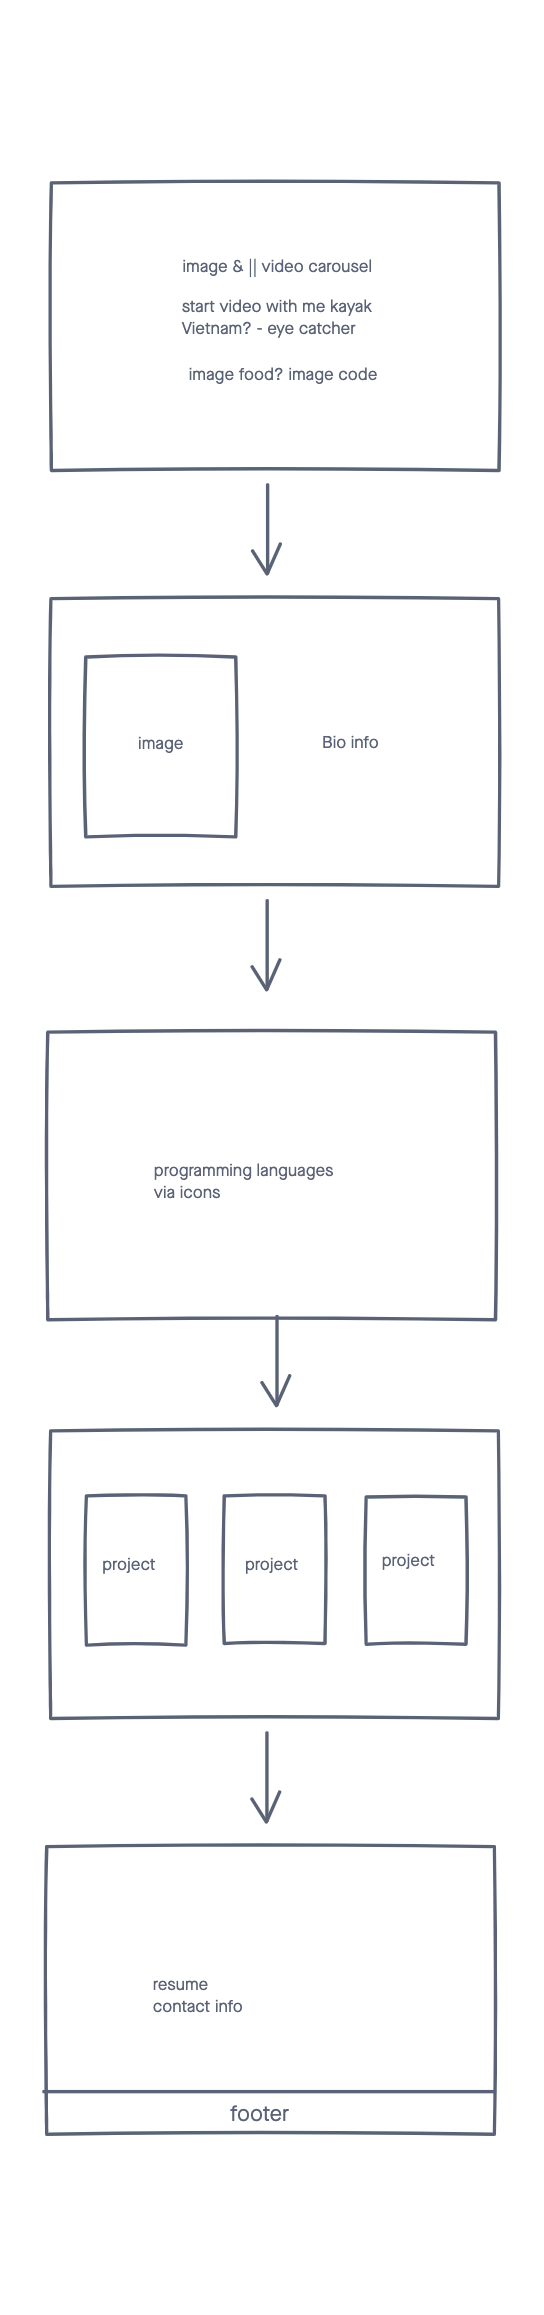 image & || video carousel
start video with me kayak
Vietnam? - eye catcher
image food? image code
image
Bio info
programming languages
via icons
project
project
project
resume
contact info
footer